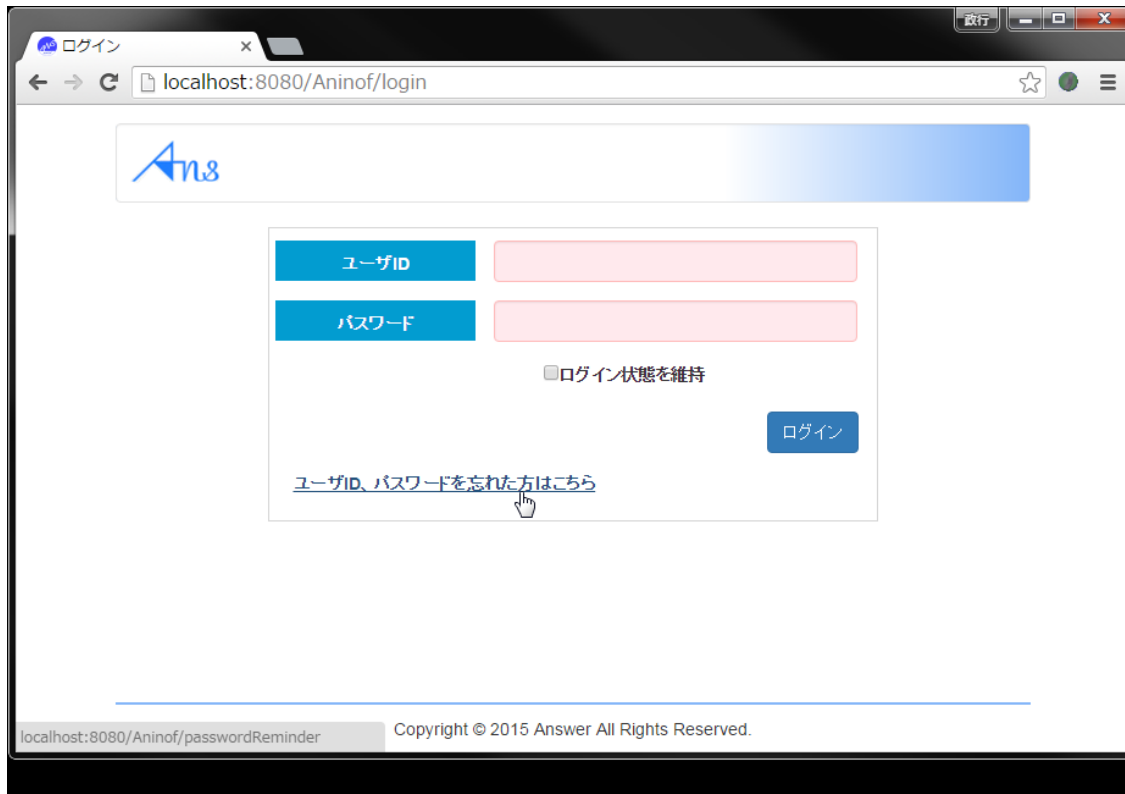 政行
ログイン
localhost:8080/Aninof/login
Ans
ユーザID
パスワード
ログイン状態を維持
ログイン
ユーザID、パスワードを忘れた方はこちら
Copyright © 2015 Answer All Rights Reserved.
localhost:8080/Aninof/passwordReminder